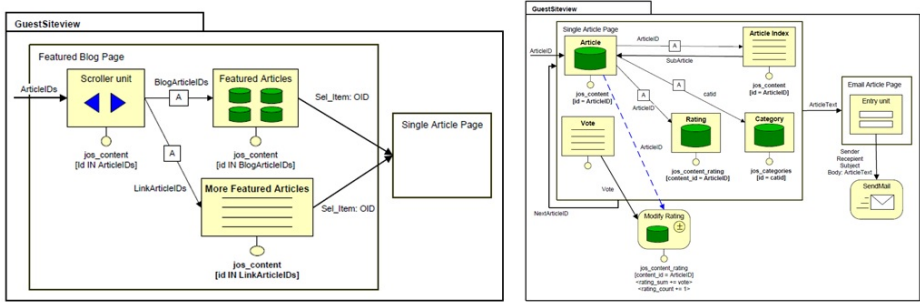 GuestSiteview
Featured Blog Page
ArticleIDs
Scroller unit
BlogArticleIDs
A
Featured Articles
Sel_Item: OID
jos_content
[id IN ArticleIDs]
A
jos_content
[id IN BlogArticleIDs]
LinkArticleIDs
More Featured Articles
Sel_Item: OID
jos_content
[id IN LinkArticleIDs]
Single Article Page
GuestSiteview
Single Article Page
ArticleID
Article
ArticleID
A
SubArticle
Article Index
jos_content
[id = ArticleID]
jos_content
[id = ArticleID]
A
A
catid
ArticleID
Vote
Rating
Category
ArticleID
jos_content
jos_content_rating
[content_id = ArticleID]
jos_categories
[id = catid]
ArticleText
Email Article Page
Entry unit
Sender
Recepient
Subject
Body: ArticleText
SendMail
Vote
NextArticleID
Modify Rating
jos_content_rating
[content_id = ArticleID]
<rating_sum += vote>
<rating_count += 1>